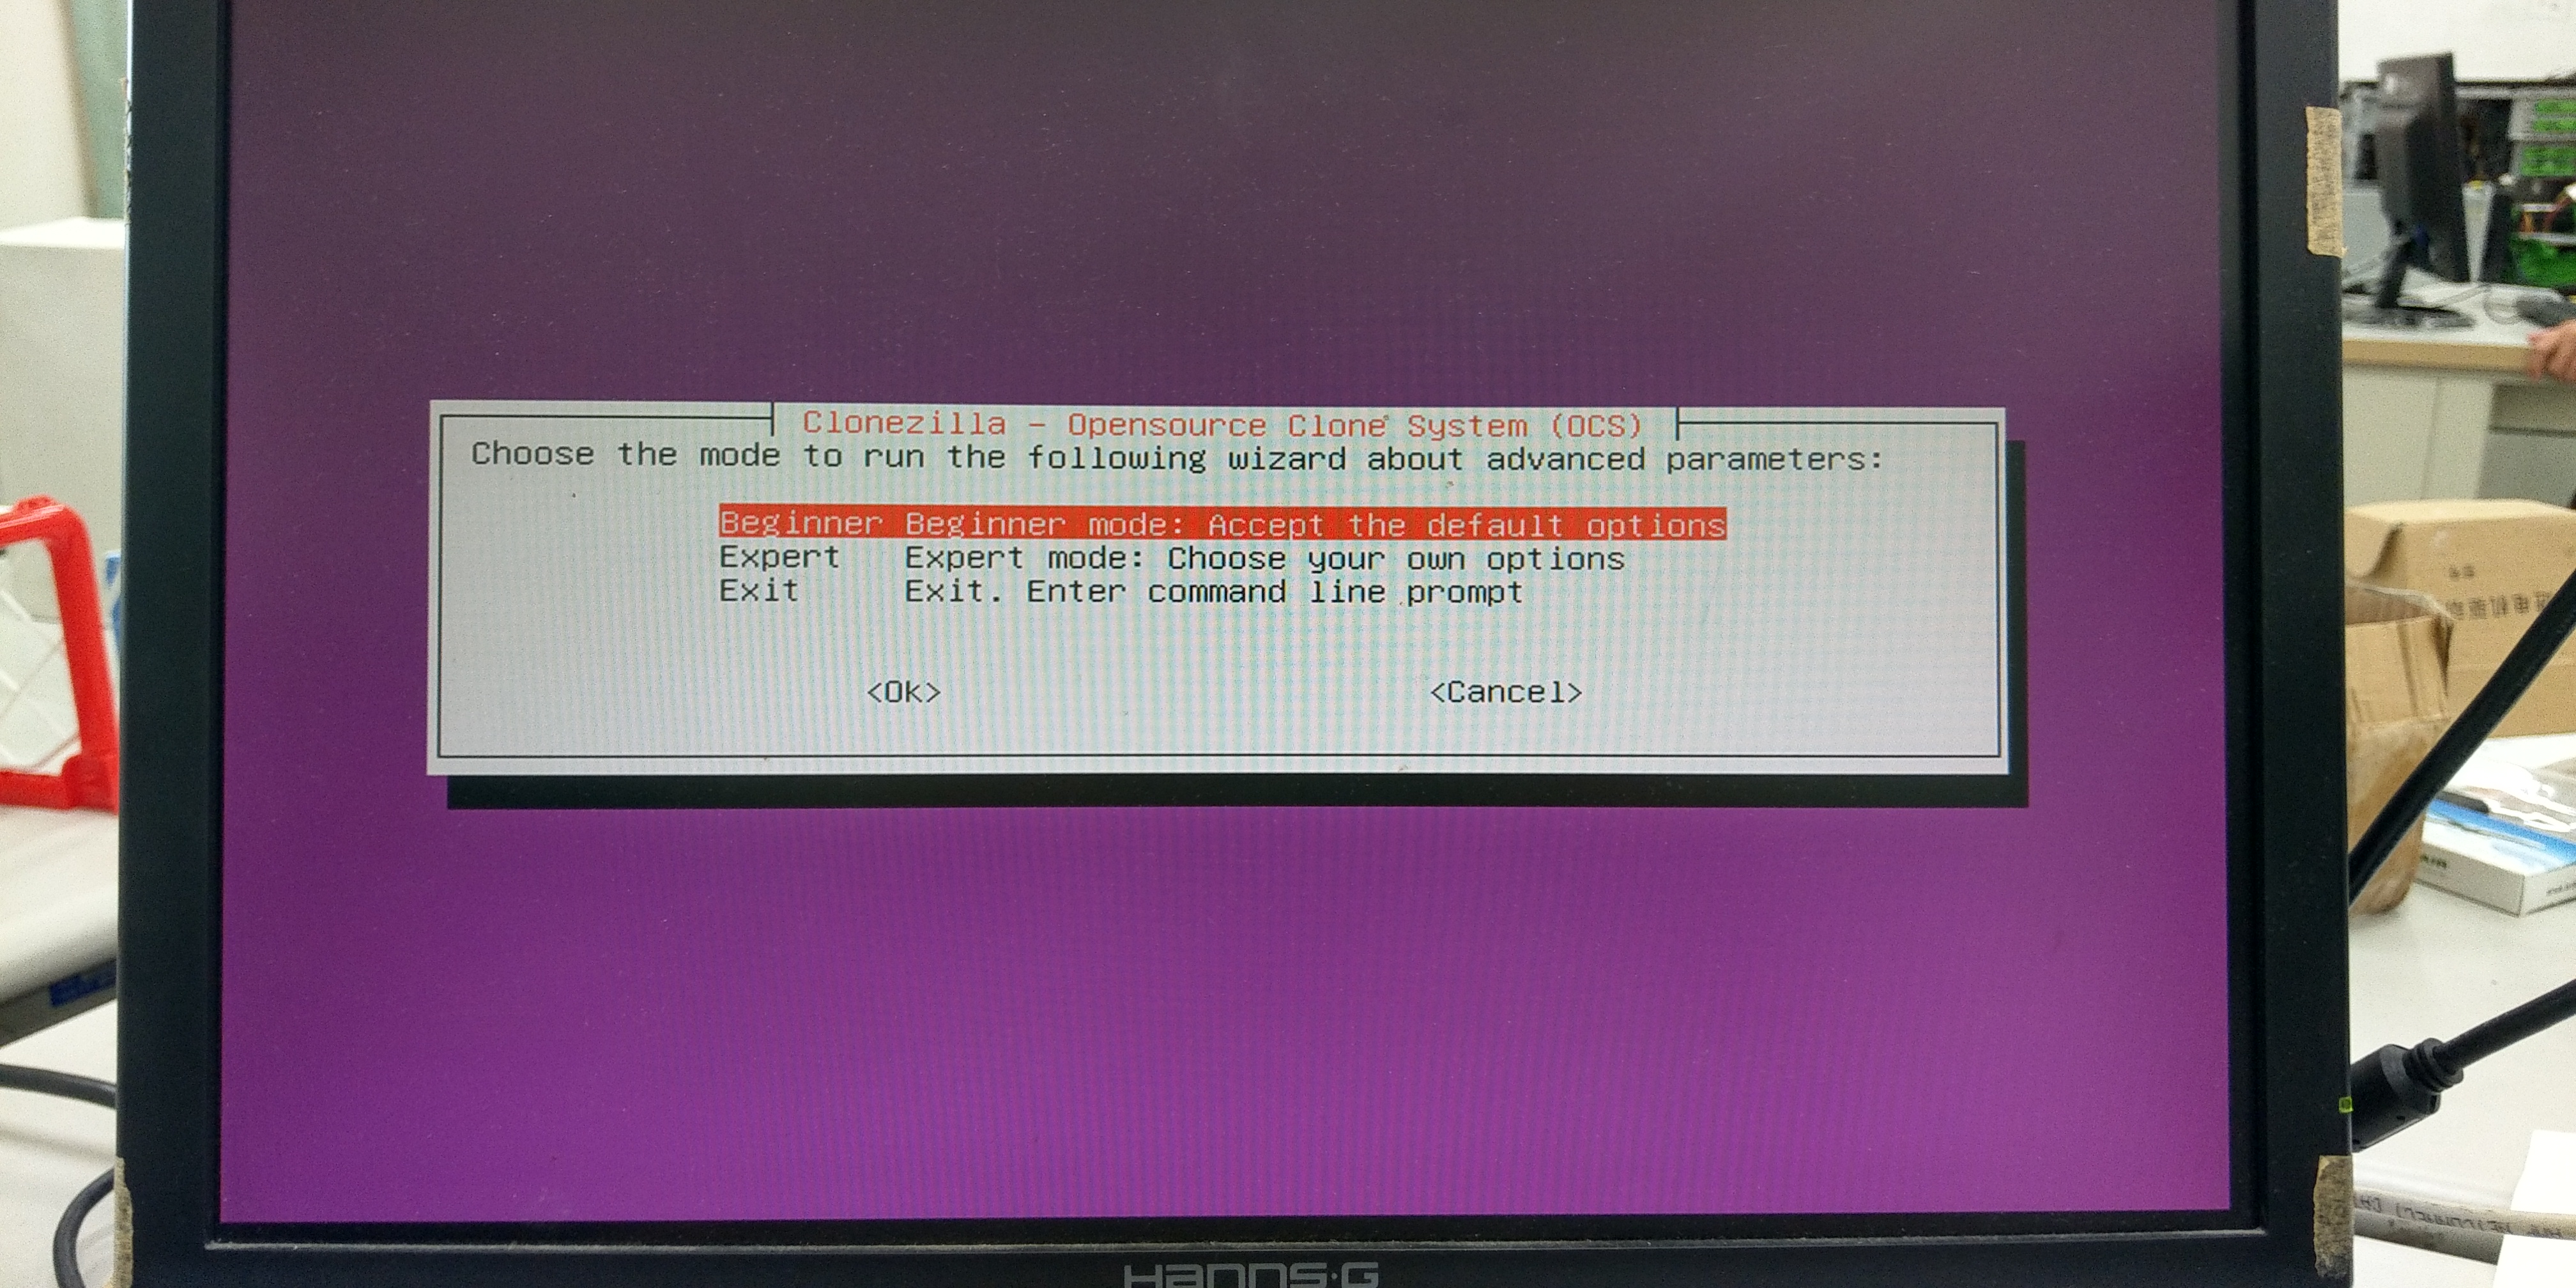 Clonezilla - Opensource Clone System (OCS)
Choose the mode to run the following wizard about advanced parameters:
Beginner Beginner mode: Accept the default options
Expert Expert mode: Choose your own options
Exit Exit. Enter command line prompt
<Ok> <Cancel>
HANNS·G